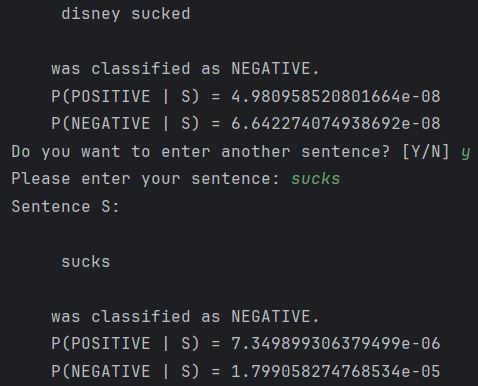 disney sucked
was classified as NEGATIVE.
P(POSITIVE | S) = 4.980958520801664e-08
P(NEGATIVE | S) = 6.642274074938692e-08
Do you want to enter another sentence? [Y/N] y
Please enter your sentence: sucks
Sentence S:
sucks
was classified as NEGATIVE.
P(POSITIVE | S) = 7.349899306379499e-06
P(NEGATIVE | S) = 1.799058274768534e-05